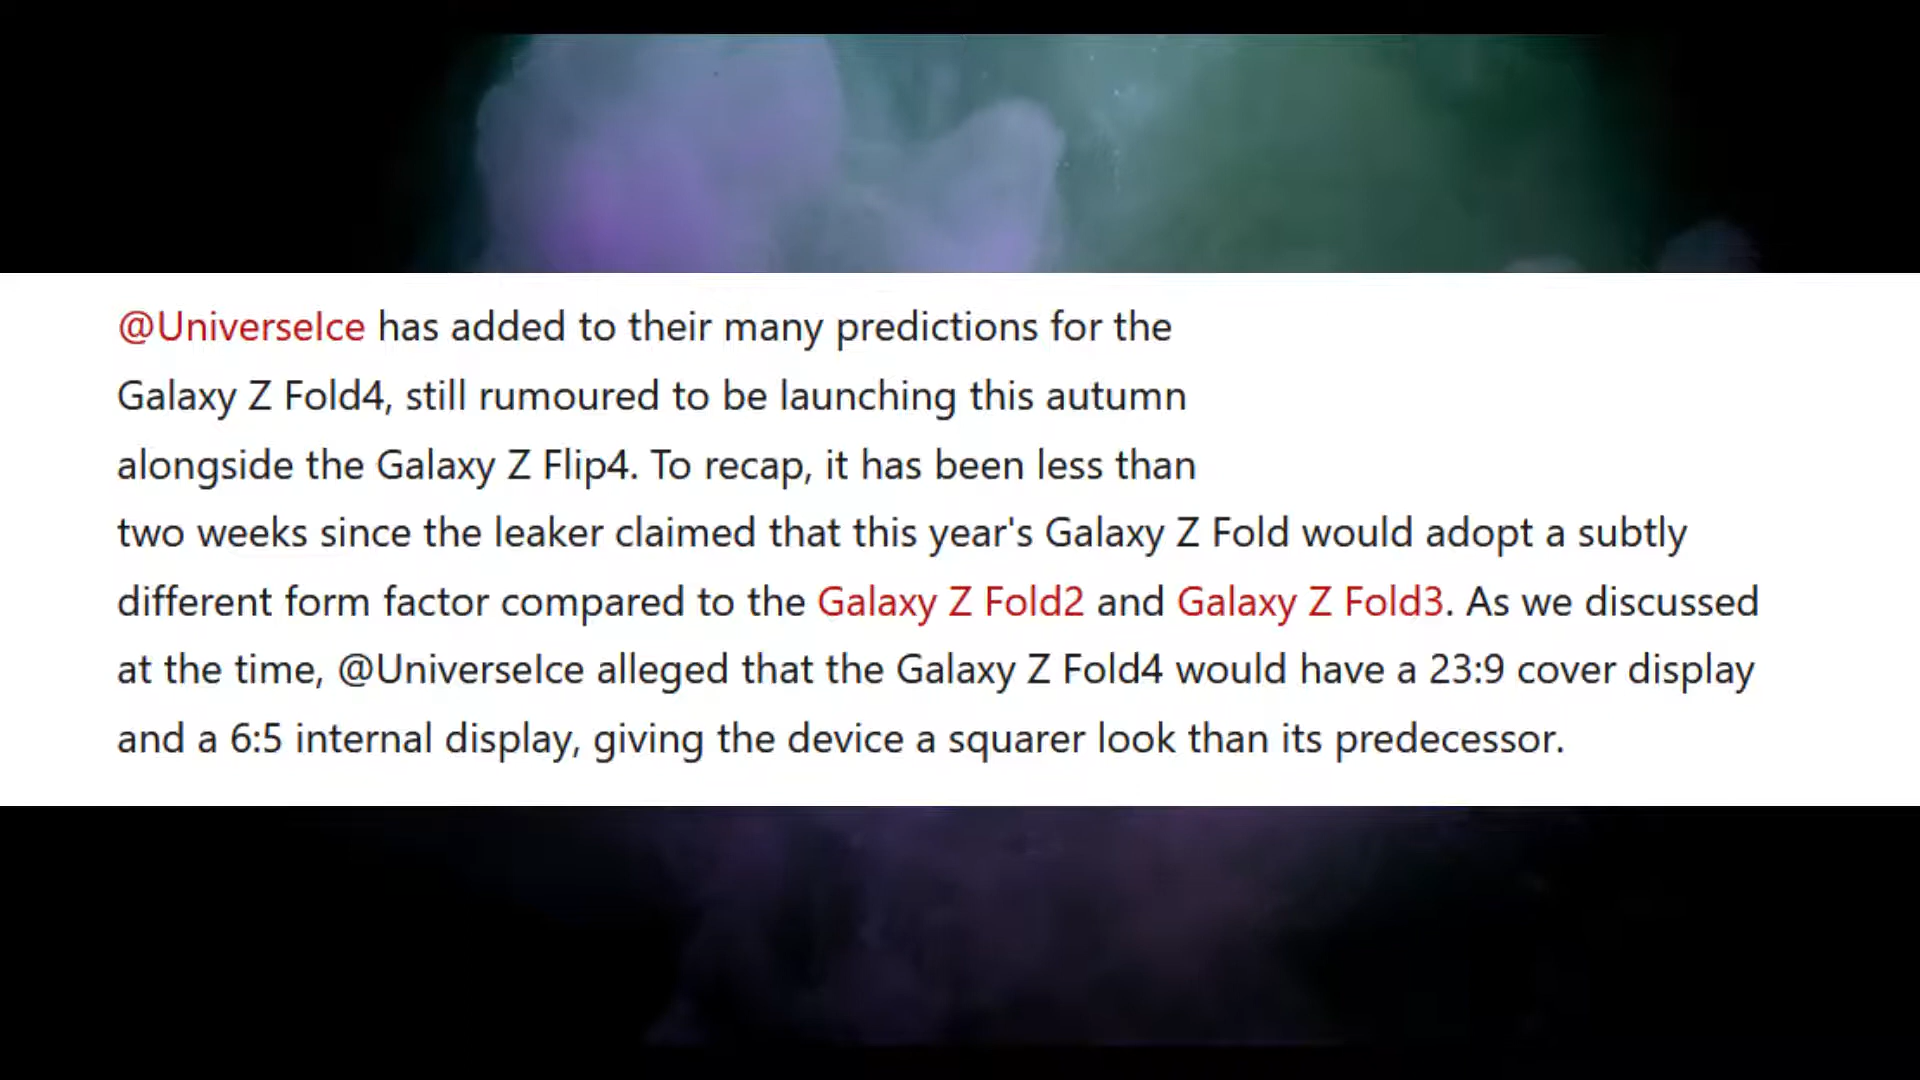 @UniverseIce has added to their many predictions for the
Galaxy Z Fold4, still rumoured to be launching this autumn
alongside the Galaxy Z Flip4. To recap, it has been less than
two weeks since the leaker claimed that this year's Galaxy Z Fold would adopt a subtly
different form factor compared to the Galaxy Z Fold2 and Galaxy Z Fold3. As we discussed
at the time, @UniverseIce alleged that the Galaxy Z Fold4 would have a 23:9 cover display
and a 6:5 internal display, giving the device a squarer look than its predecessor.